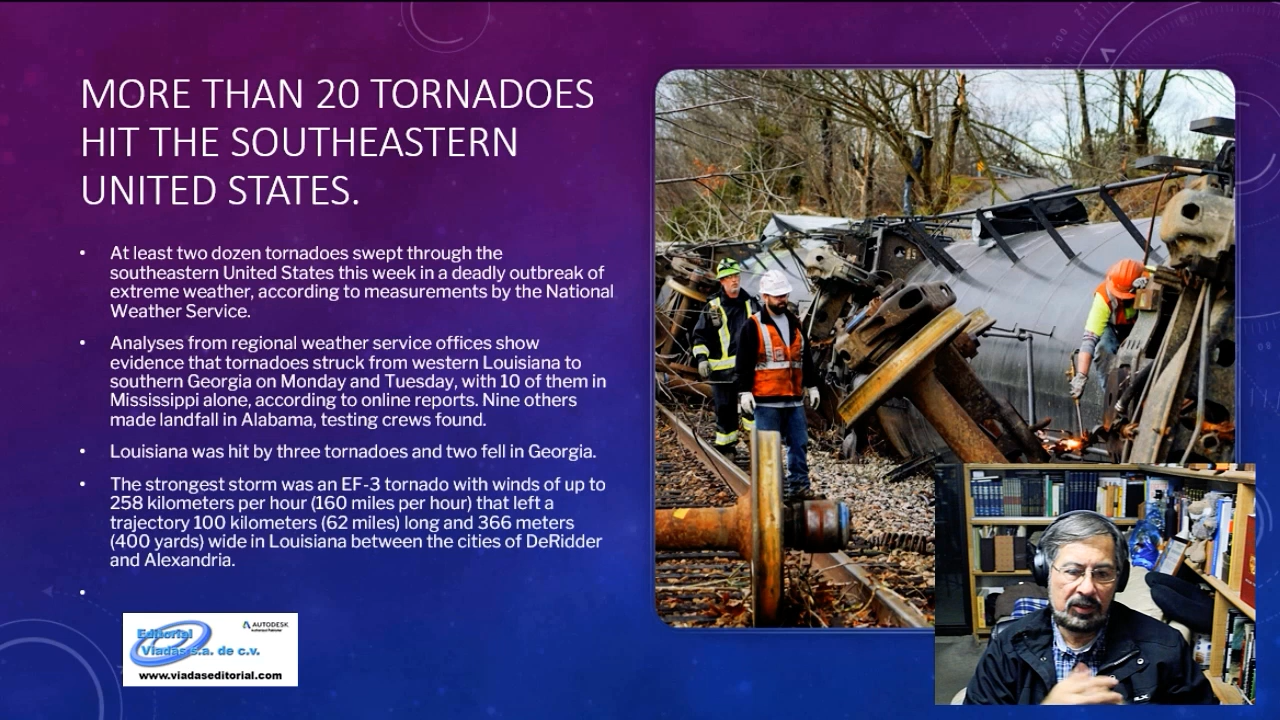 MORE THAN 20 TORNADOES
HIT THE SOUTHEASTERN
UNITED STATES.
• At least two dozen tornadoes swept through the
southeastern United States this week in a deadly outbreak of
extreme weather, according to measurements by the National
Weather Service.
• Analyses from regional weather service offices show
evidence that tornadoes struck from western Louisiana to
southern Georgia on Monday and Tuesday, with 10 of them in
Mississippi alone, according to online reports. Nine others
made landfall in Alabama, testing crews found.
• Louisiana was hit by three tornadoes and two fell in Georgia.
• The strongest storm was an EF-3 tornado with winds of up to
258 kilometers per hour (160 miles per hour) that left a
trajectory 100 kilometers (62 miles) long and 366 meters
(400 yards) wide in Louisiana between the cities of DeRidder
and Alexandria.
•
Editorial
Viadas s.a. de c.v.
AUTODESK
Authorized Publisher
www.viadaseditorial.com